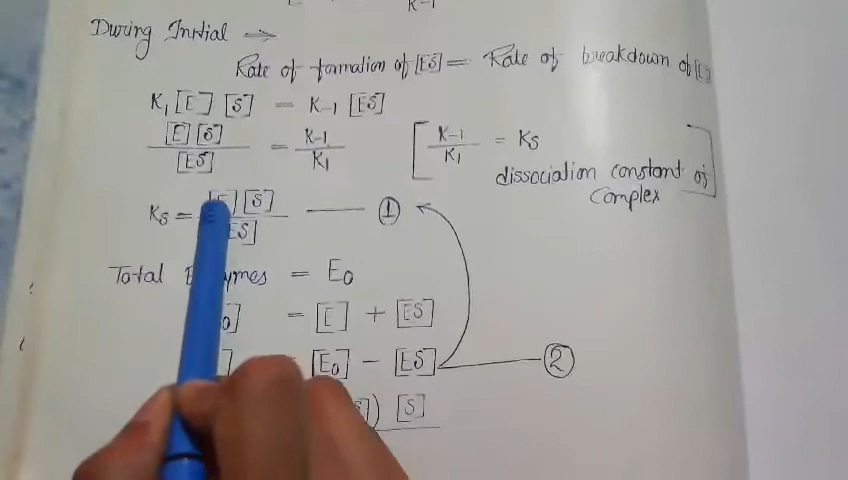 K-1
During Initial →
Rate of formation of [ES] = Rate of breakdown of
K1 [E] [S] = K-1 [ES]
[E] [S] / [ES] = K-1 / K1 [ K-1 / K1 = KS
dissociation constant of
Complex ]
KS = [E] [S] / ES] —— ①
Total E ymes = E0
0] = [E] + [ES]
] = [E0] - [ES] —— ②
S]) [S]